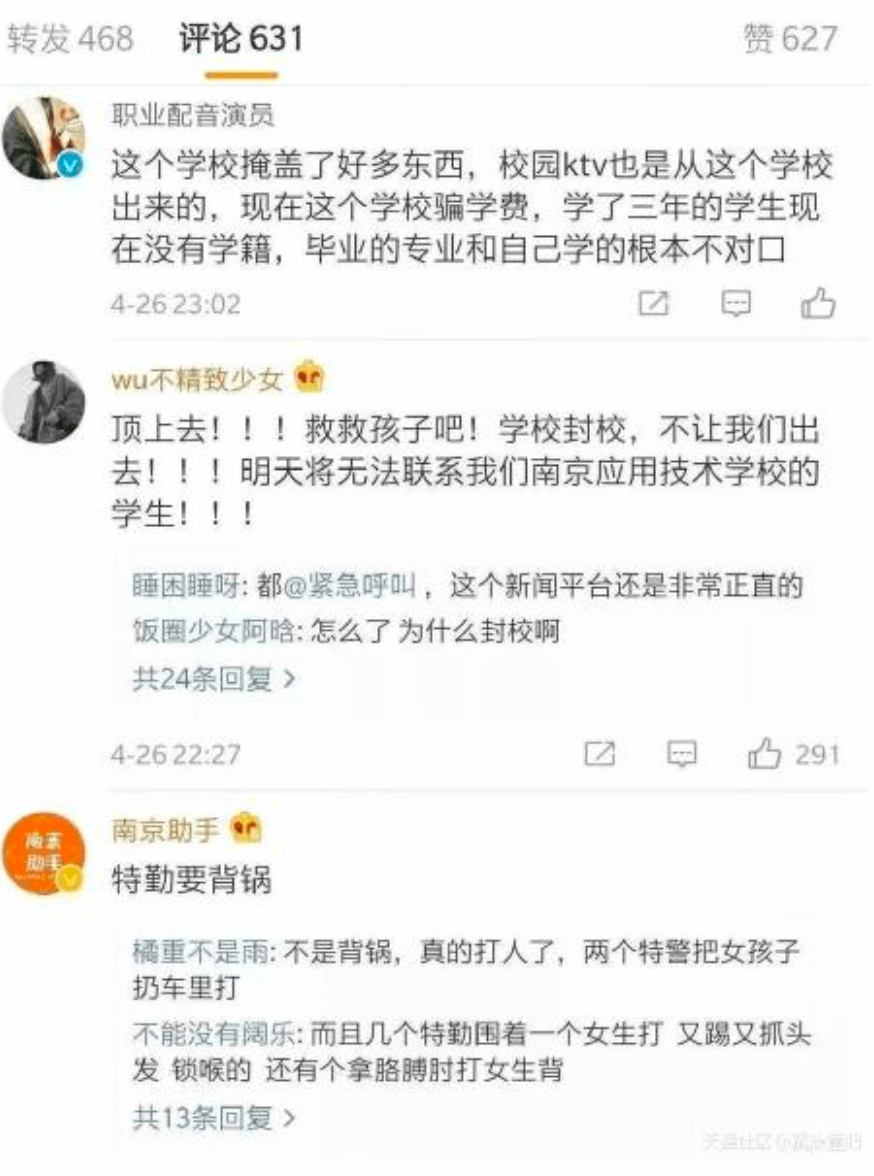 转发 468 评论 631 赞 627
职业配音演员
这个学校掩盖了好多东西，校园ktv也是从这个学校
出来的，现在这个学校骗学费，学了三年的学生现
在没有学籍，毕业的专业和自己学的根本不对口
4-26 23:02
wu不精致少女
顶上去！！！救救孩子吧！学校封校，不让我们出
去！！！明天将无法联系我们南京应用技术学校的
学生！！！
睡困睡呀: 都@紧急呼叫 ，这个新闻平台还是非常正直的
饭圈少女阿晗: 怎么了 为什么封校啊
共24条回复 >
4-26 22:27 291
南京
助手
南京助手
特勤要背锅
橘重不是雨: 不是背锅，真的打人了，两个特警把女孩子
扔车里打
不能没有阔乐: 而且几个特勤围着一个女生打 又踢又抓头
发 锁喉的 还有个拿胳膊肘打女生背
共13条回复 >